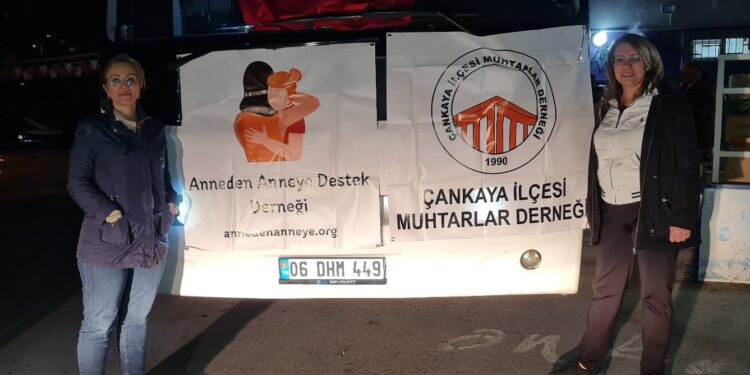 Anneden Anneye Destek
Derneği
annedenanneye.org
ÇANKAYA İLÇESİ MUHTARLAR DERNEĞİ
1990
ÇANKAYA İLÇESİ
MUHTARLAR DERNEĞİ
06 DHM 449